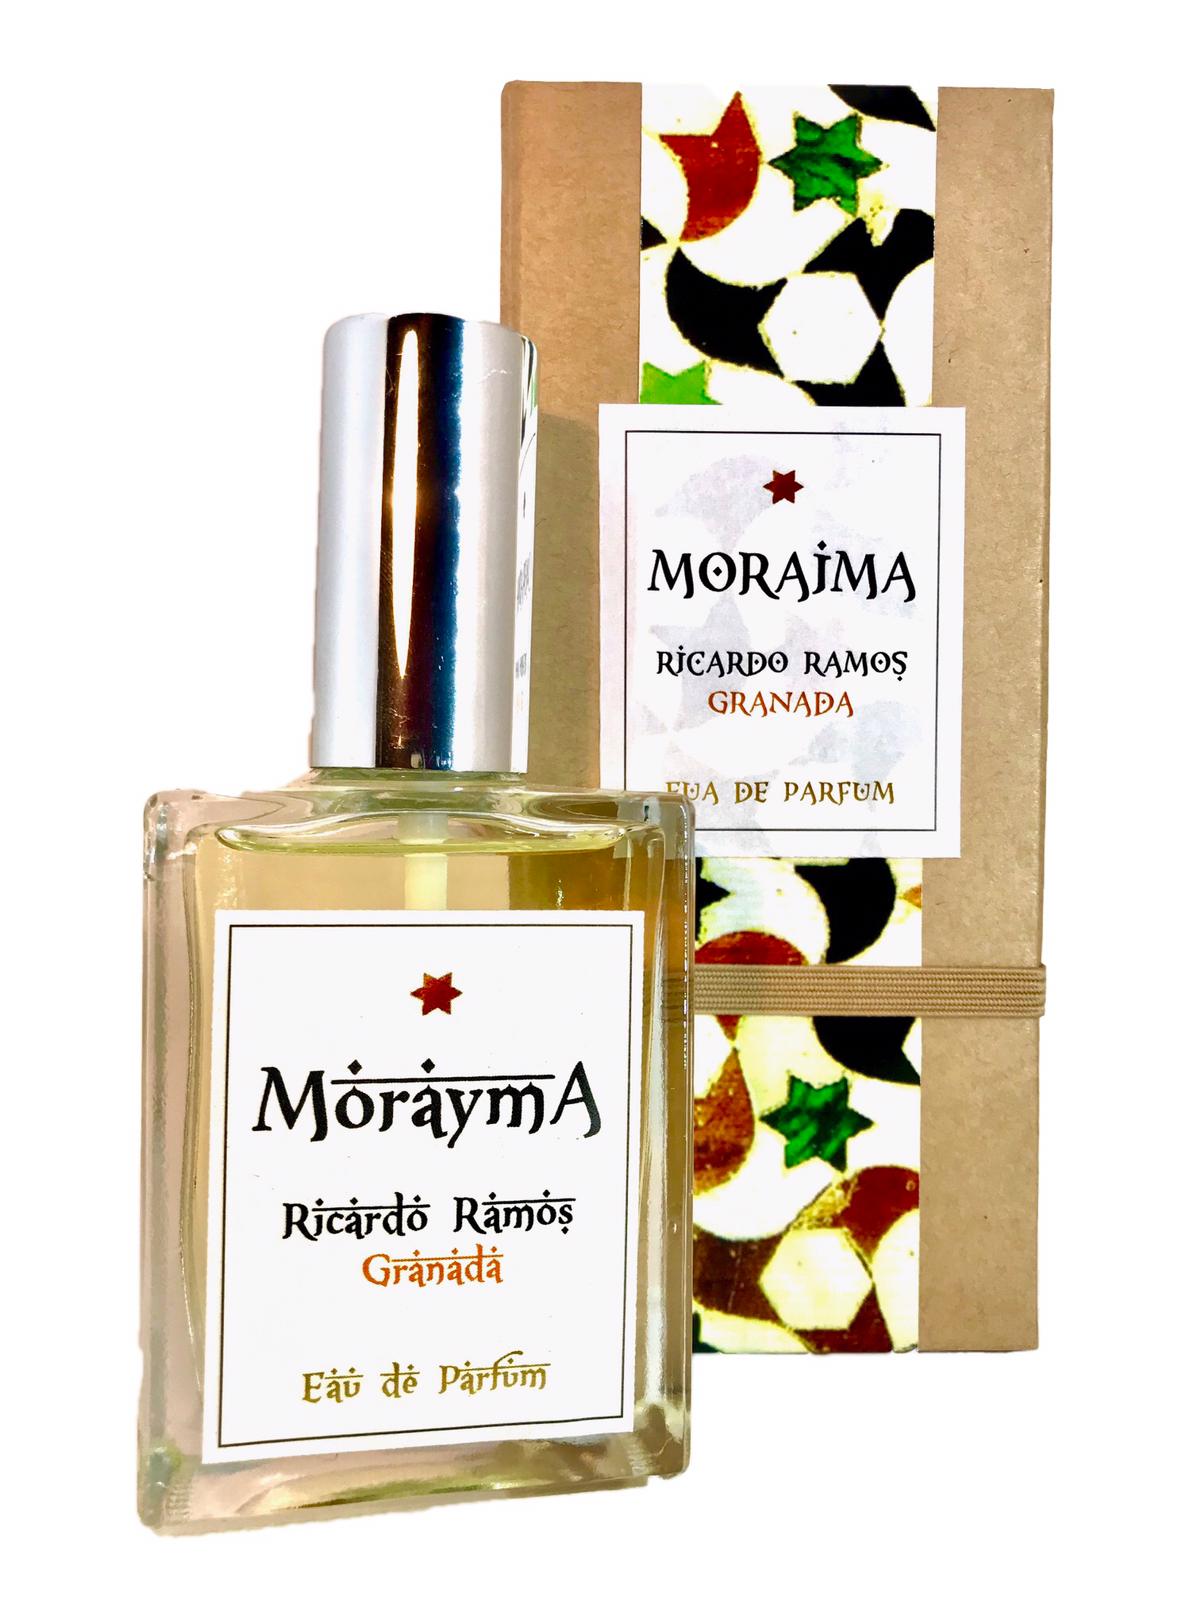 MORAIMA
RICARDO RAMOS
GRANADA
EUA DE PARFUM
MoraymA
Ricardo Ramos
Granada
Eau de Parfum